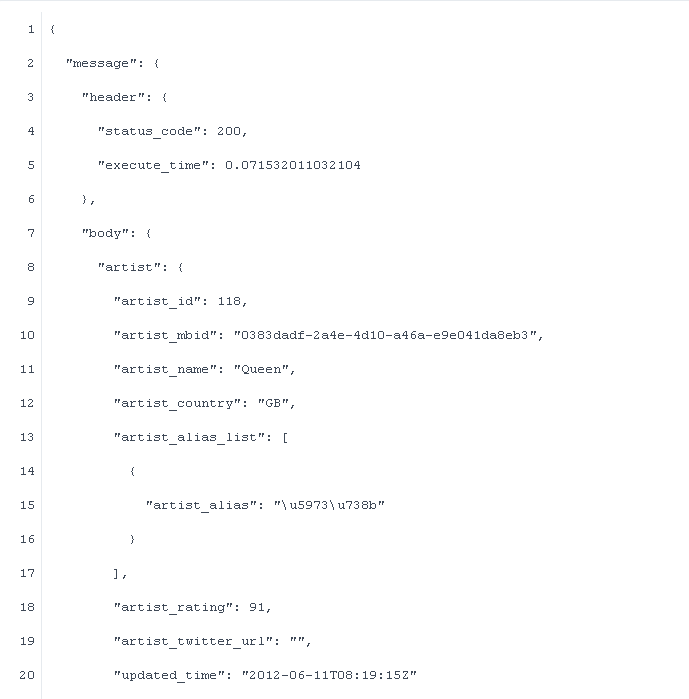 1 {
2 "message": {
3 "header": {
4 "status_code": 200,
5 "execute_time": 0.071532011032104
6 },
7 "body": {
8 "artist": {
9 "artist_id": 118,
10 "artist_mbid": "0383dadf-2a4e-4d10-a46a-e9e041da8eb3",
11 "artist_name": "Queen",
12 "artist_country": "GB",
13 "artist_alias_list": [
14 {
15 "artist_alias": "\u5973\u738b"
16 }
17 ],
18 "artist_rating": 91,
19 "artist_twitter_url": "",
20 "updated_time": "2012-06-11T08:19:15Z"